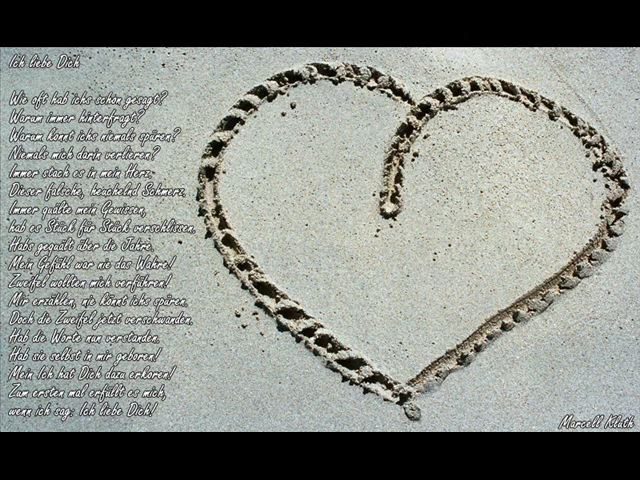 Ich liebe Dich
Wie oft hab ichs schön gesagt?
Warum immer hinterfragt?
Warum konnt ichs niemals spüren?
Niemals mich darin verlieren?
Immer stach es in mein Herz,
Dieser falsche, heuchelnd Schmerz,
Immer quälte mein Gewissen,
hab es Stück für Stück verschlissen,
Habs gequält über die Jahre,
Mein Gefühl war nie das Wahre!
Zweifel wollten mich verführen!
Mir erzählen, nie könnt ichs spüren.
Doch die Zweifel jetzt verschwanden,
Hab die Worte nun verstanden,
Hab sie selbst in mir geboren!
Mein Ich hat Dich dazu erkoren!
Zum ersten mal erfüllt es mich,
wenn ich sag: Ich liebe Dich!
Marcell Kluth